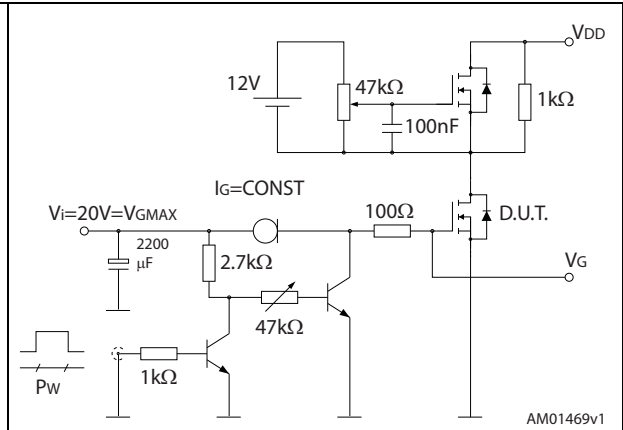 VDD
12V
47kΩ
1kΩ
100nF
IG=CONST
Vi=20V=VGMAX
100Ω
D.U.T.
2200
μF
2.7kΩ
VG
47kΩ
1kΩ
PW
AM01469v1